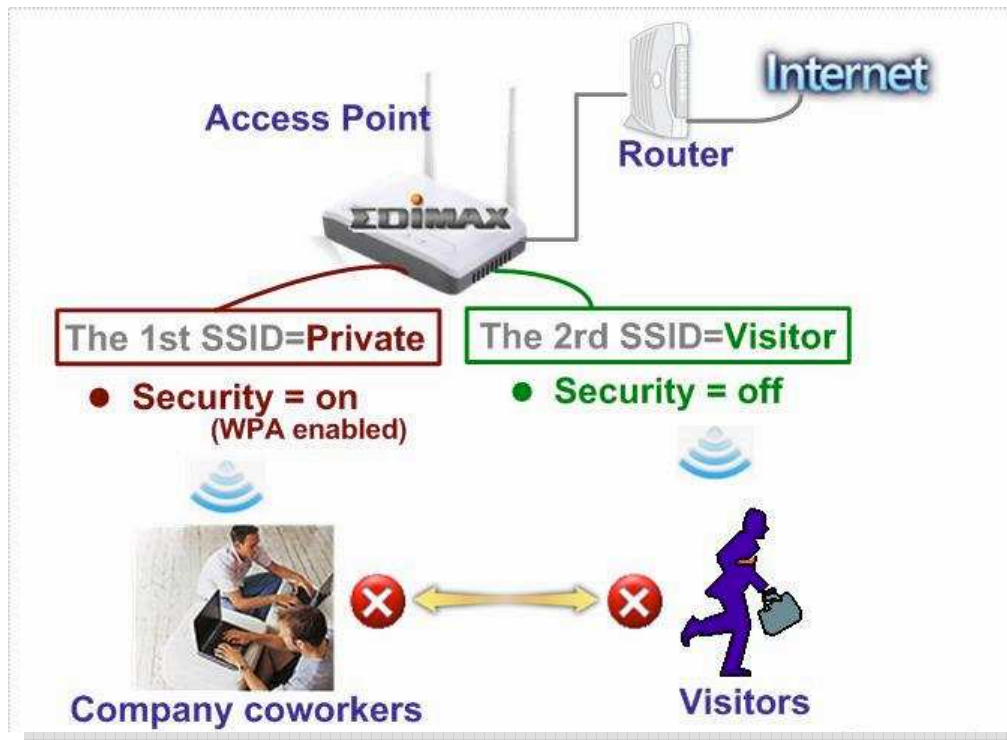 Internet
Access Point
Router
EDIMAX
The 1st SSID=Private
The 2rd SSID=Visitor
Security = on
(WPA enabled)
Security = off
Company coworkers
Visitors